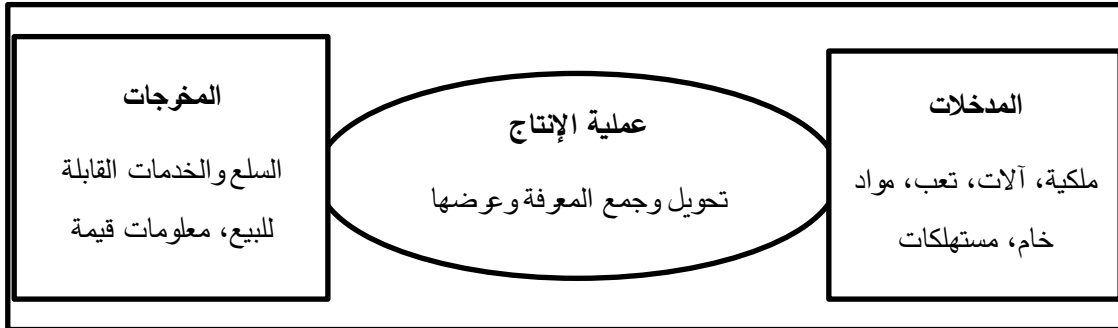 المدخلات
ملكية، آلات، تعب، مواد
خام، مستهلكات
عملية الإنتاج
تحويل وجمع المعرفة وعرضها
المخرجات
السلع والخدمات القابلة
للبيع، معلومات قيمة